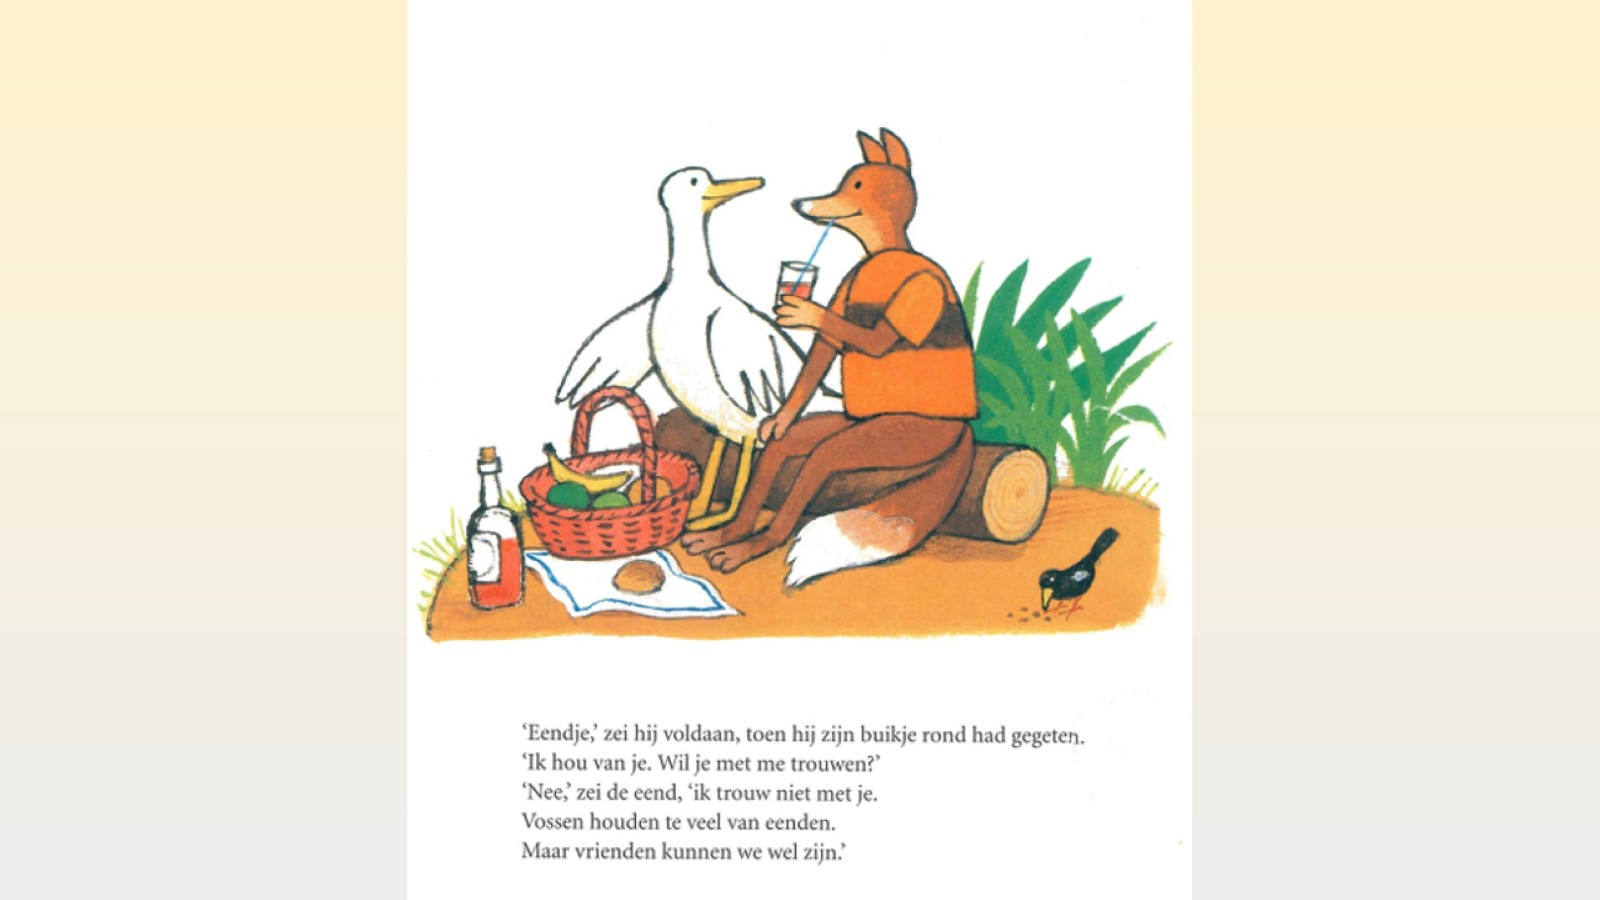 ‘Eendje,’ zei hij voldaan, toen hij zijn buikje rond had gegeten.
‘Ik hou van je. Wil je met me trouwen?’
‘Nee,’ zei de eend, ‘ik trouw niet met je.
Vossen houden te veel van eenden.
Maar vrienden kunnen we wel zijn.’